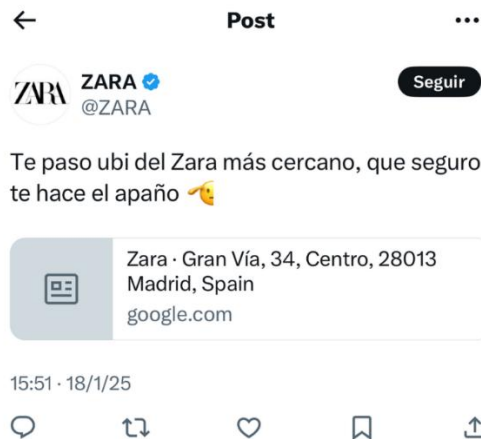 Post
ZARA
ZARA
Seguir
@ZARA
Te paso ubi del Zara más cercano, que seguro
te hace el apaño 🫡
Zara · Gran Vía, 34, Centro, 28013
Madrid, Spain
google.com
15:51 · 18/1/25